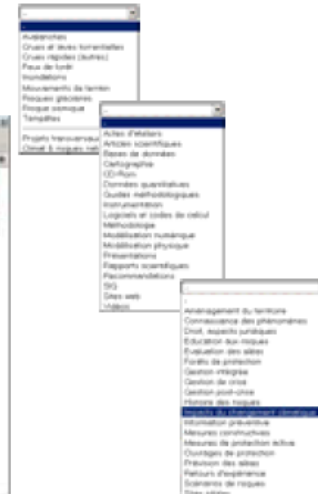 Avalanches
Crues et laves torrentielles
Crues rapides (autres)
Feux de forêt
Inondations
Mouvements de terrain
Risques glaciaires
Risque sismique
Tempêtes
Projets transversaux
Climat & risques nat
Actes d'ateliers
Articles scientifiques
Bases de données
Cartographie
CD-Rom
Données quantitatives
Guides méthodologiques
Instrumentation
Logiciels et codes de calcul
Méthodologie
Modélisation numérique
Modélisation physique
Présentations
Rapports scientifiques
Recommandations
SIG
Sites web
Vidéos
Aménagement du territoire
Connaissance des phénomènes
Droit, aspects juridiques
Education aux risques
Evaluation des aléas
Forêts de protection
Gestion intégrée
Gestion de crise
Gestion post-crise
Histoire des risques
Impacts du changement climatique
Information préventive
Mesures constructives
Mesures de protection active
Ouvrages de protection
Prévision des aléas
Retours d'expérience
Scénarios de risques